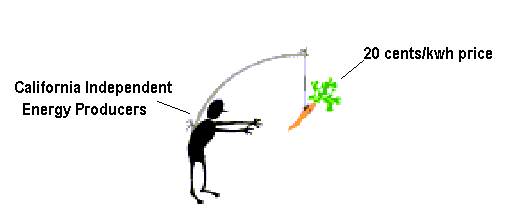 20 cents/kwh price
California Independent
Energy Producers